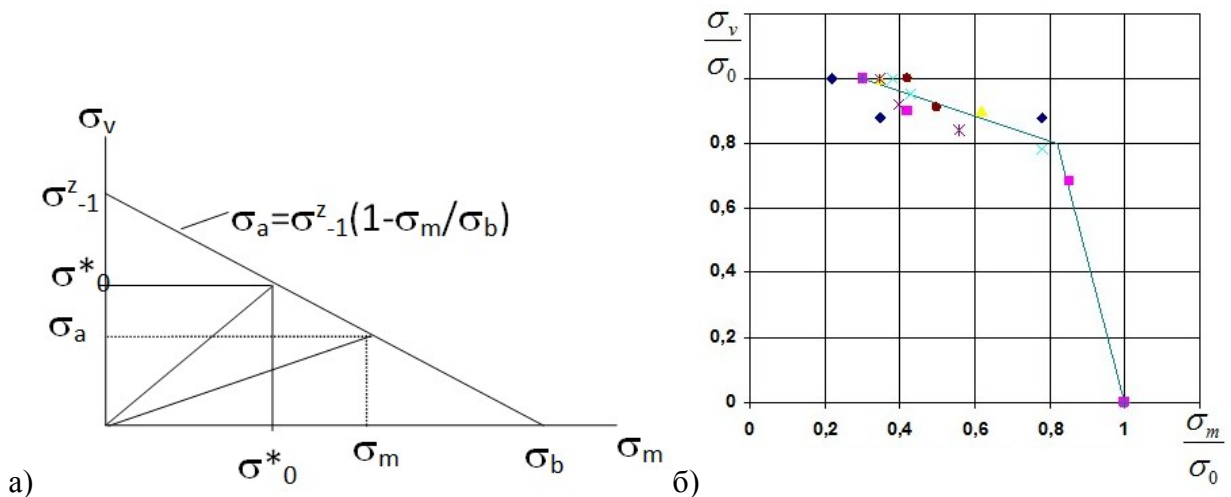 σv
σᶻ₋₁
σₐ=σᶻ₋₁(1-σₘ/σb)
σ*₀
σₐ
σ*₀
σₘ
σb
σₘ
а)
σᵥ
σ₀
0,8
0,6
0,4
0,2
0
0
0,2
0,4
0,6
0,8
1
σₘ
σ₀
б)